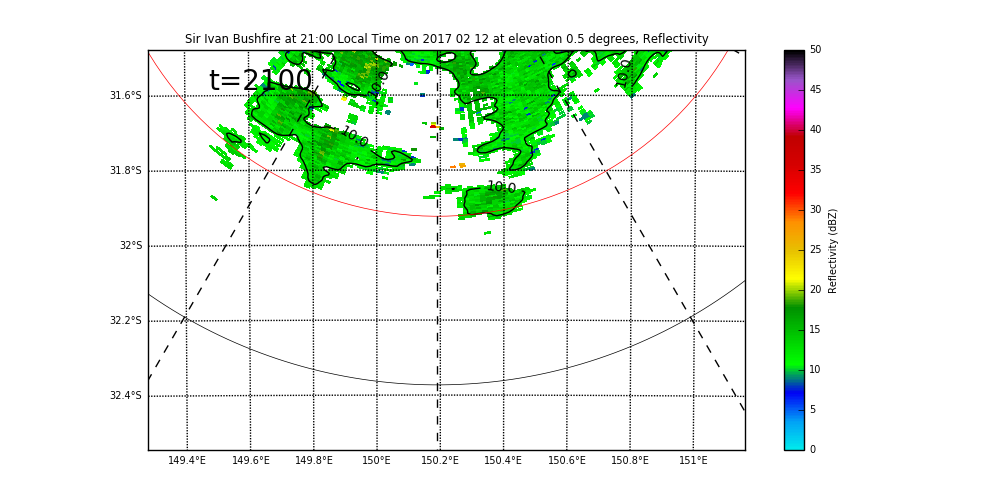 Sir Ivan Bushfire at 21:00 Local Time on 2017 02 12 at elevation 0.5 degrees, Reflectivity
t=2100
10.0
10.0
10.0
10.0
31.6°S
31.8°S
32°S
32.2°S
32.4°S
149.4°E 149.6°E 149.8°E 150°E 150.2°E 150.4°E 150.6°E 150.8°E 151°E
50
45
40
35
30
25
20
15
10
5
0
Reflectivity (dBZ)